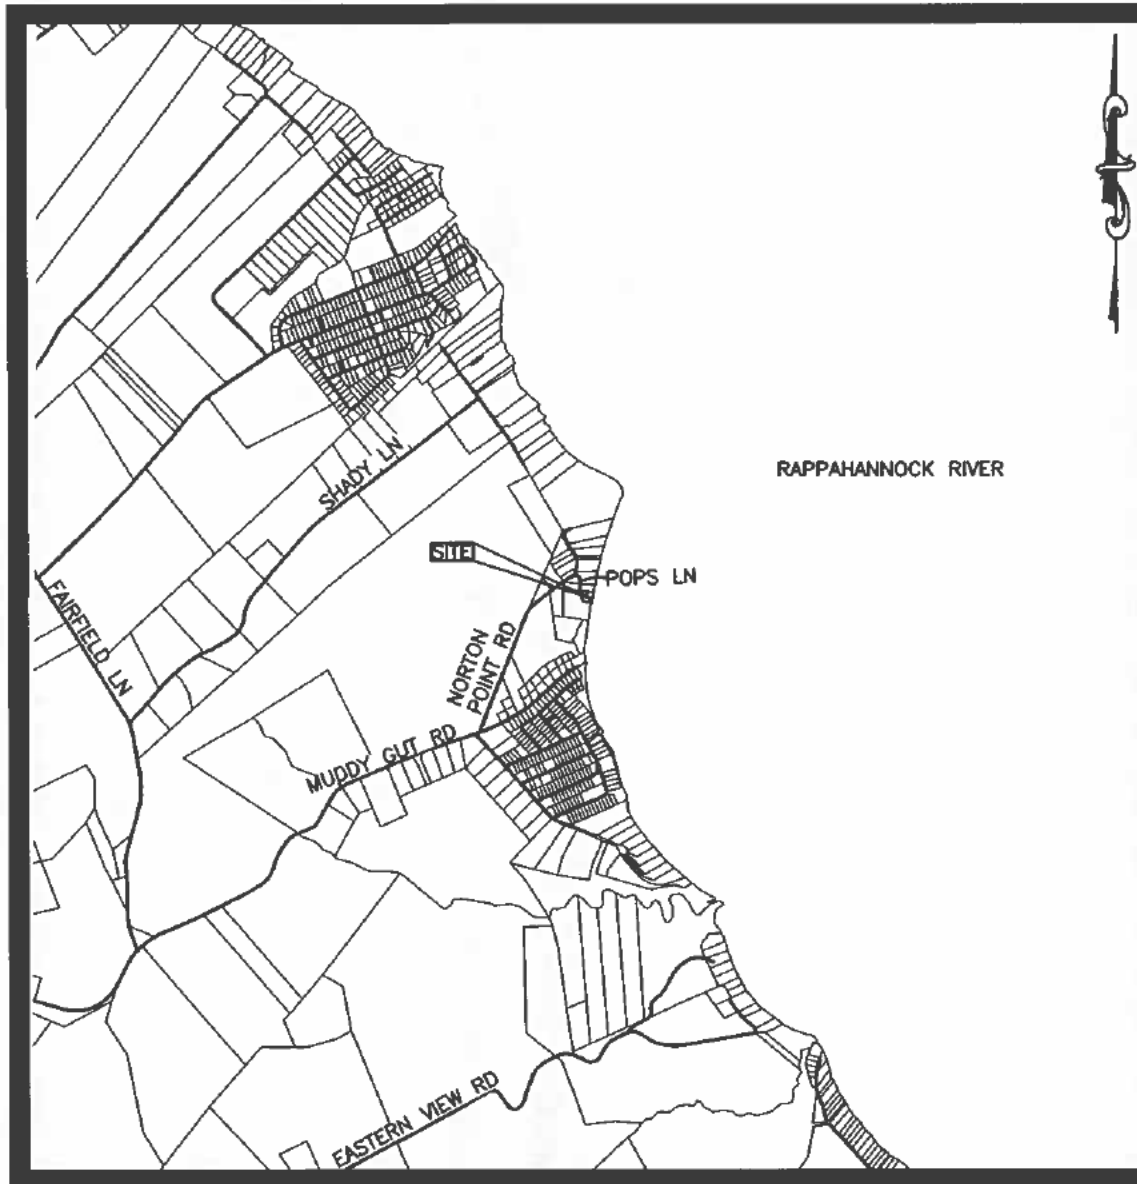 RAPPAHANNOCK RIVER
SHADY LN
SITE
POPS LN
FAIRFIELD LN
NORTON
POINT RD
MUDDY GUT RD
EASTERN VIEW RD